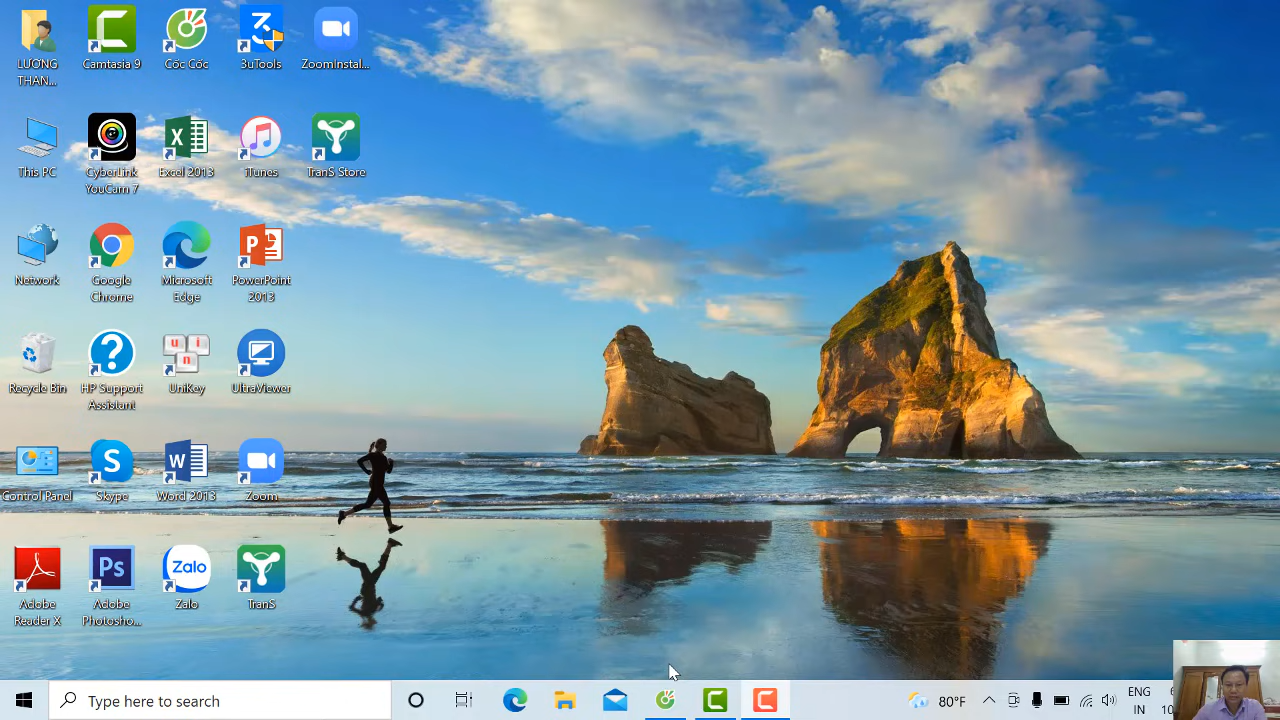 LƯƠNG
THAN...
Camtasia 9
Cốc Cốc
3uTools
ZoomInstal...
This PC
CyberLink
YouCam 7
Excel 2013
iTunes
TranS Store
Network
Google
Chrome
Microsoft
Edge
PowerPoint
2013
Recycle Bin
HP Support
Assistant
UniKey
UltraViewer
Control Panel
Skype
Word 2013
Zoom
Adobe
Reader X
Adobe
Photosho...
Zalo
Zalo
TranS
Type here to search
80°F
ENG
IN